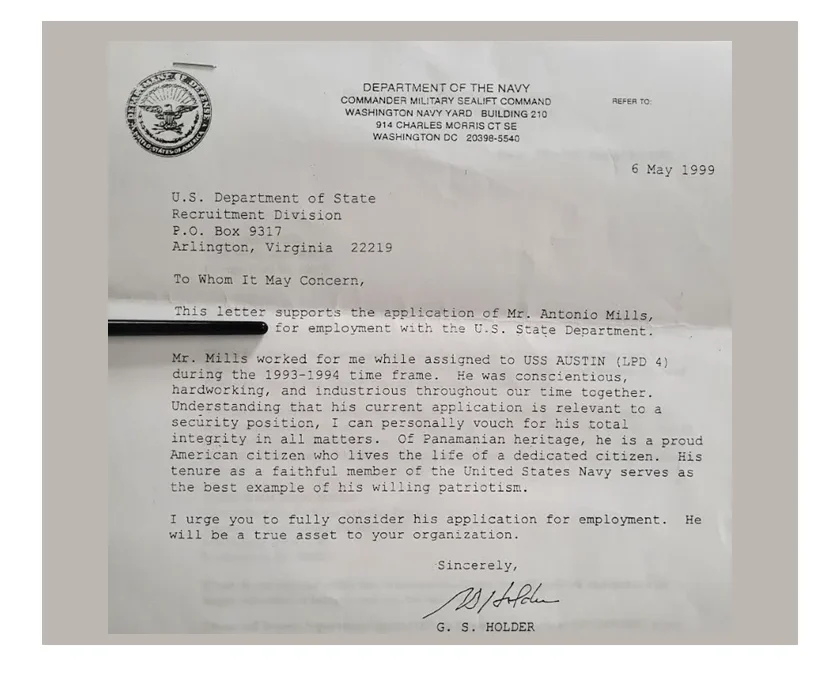 DEPARTMENT OF DEFENSE
UNITED STATES OF AMERICA
DEPARTMENT OF THE NAVY
COMMANDER MILITARY SEALIFT COMMAND
WASHINGTON NAVY YARD BUILDING 210
914 CHARLES MORRIS CT SE
WASHINGTON DC 20398-5540
REFER TO:
6 May 1999
U.S. Department of State
Recruitment Division
P.O. Box 9317
Arlington, Virginia 22219
To Whom It May Concern,
This letter supports the application of Mr. Antonio Mills,
for employment with the U.S. State Department.
Mr. Mills worked for me while assigned to USS AUSTIN (LPD 4)
during the 1993-1994 time frame. He was conscientious,
hardworking, and industrious throughout our time together.
Understanding that his current application is relevant to a
security position, I can personally vouch for his total
integrity in all matters. Of Panamanian heritage, he is a proud
American citizen who lives the life of a dedicated citizen. His
tenure as a faithful member of the United States Navy serves as
the best example of his willing patriotism.
I urge you to fully consider his application for employment. He
will be a true asset to your organization.
Sincerely,
G. S. HOLDER